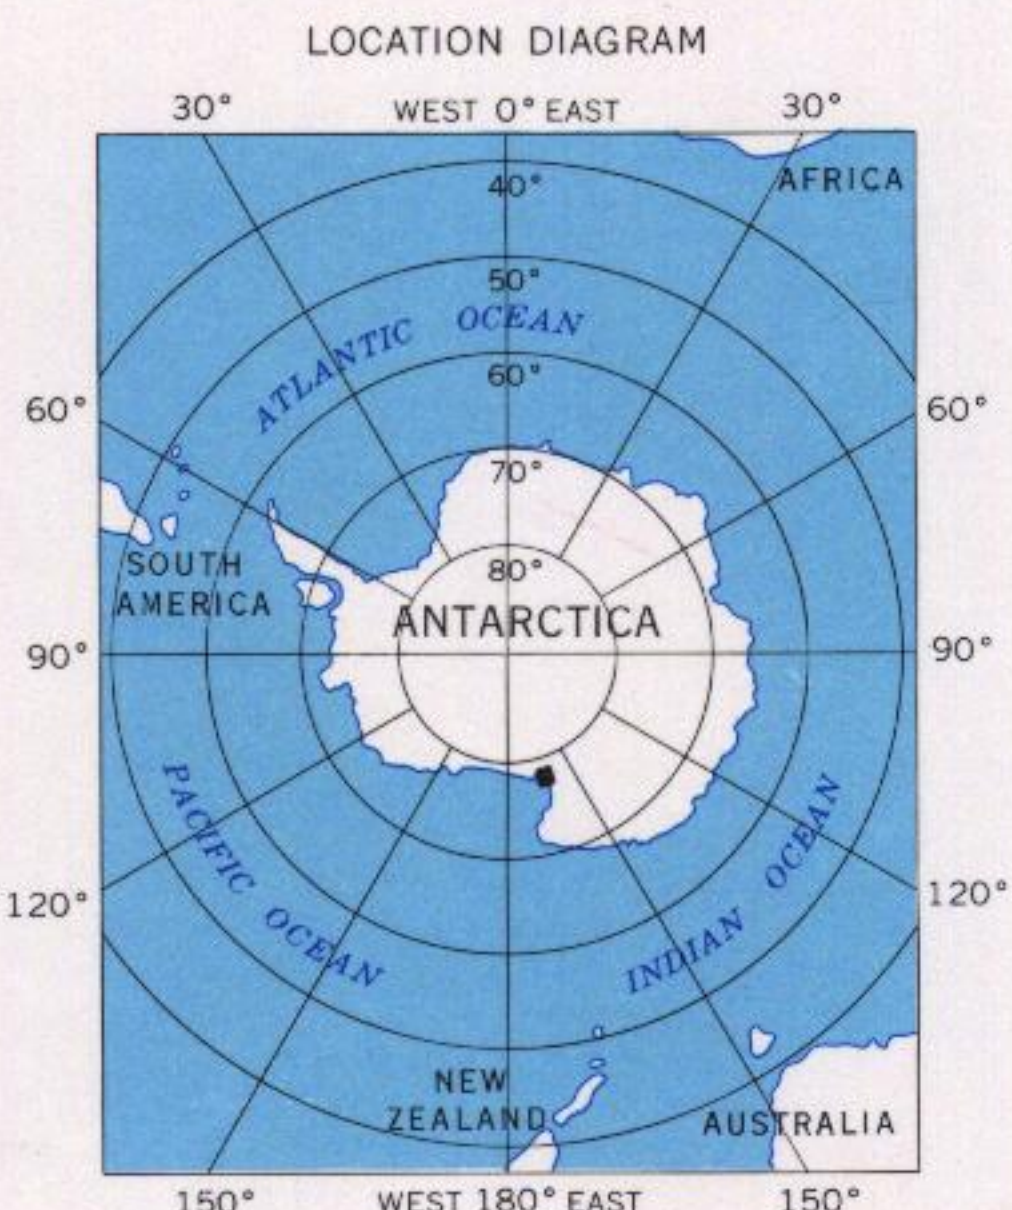 LOCATION DIAGRAM
30° WEST 0° EAST 30°
AFRICA
40°
50°
ATLANTIC OCEAN
60°
60° 60°
70°
SOUTH
AMERICA
80°
ANTARCTICA
90° 90°
PACIFIC OCEAN
INDIAN OCEAN
120° 120°
NEW
ZEALAND
AUSTRALIA
150° WEST 180° EAST 150°